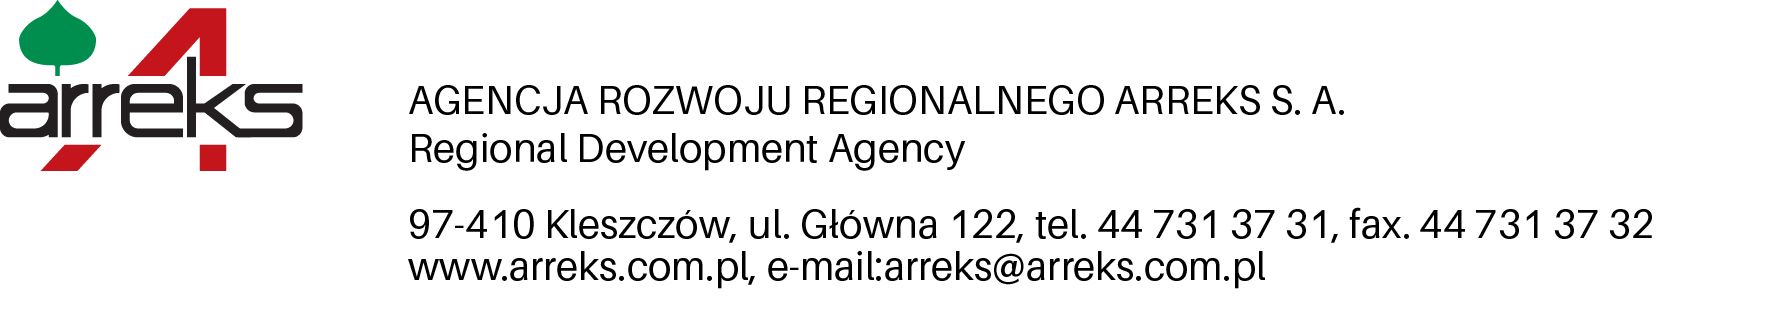 arreks
AGENCJA ROZWOJU REGIONALNEGO ARREKS S. A.
Regional Development Agency
97-410 Kleszczów, ul. Główna 122, tel. 44 731 37 31, fax. 44 731 37 32
www.arreks.com.pl, e-mail:arreks@arreks.com.pl